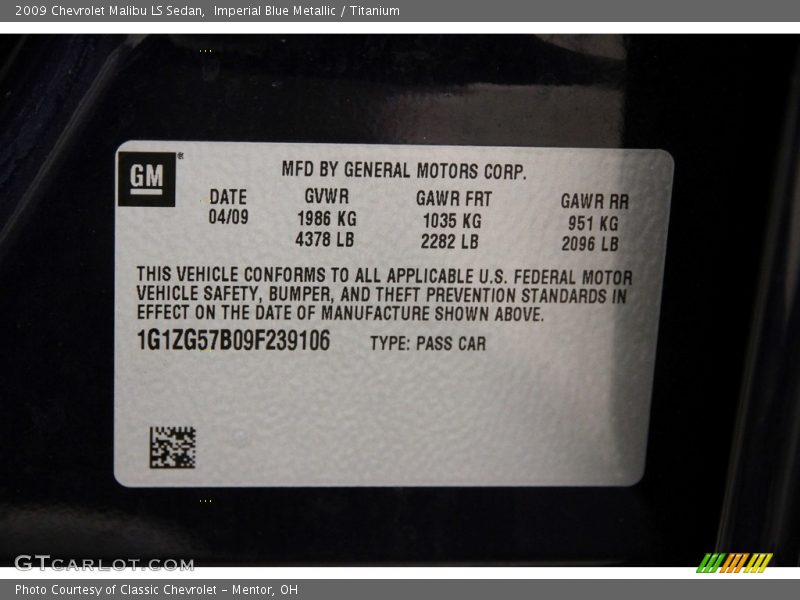 2009 Chevrolet Malibu LS Sedan,  Imperial Blue Metallic / Titanium
GM®
MFD BY GENERAL MOTORS CORP.
DATE GVWR GAWR FRT GAWR RR
04/09 1986 KG 1035 KG 951 KG
4378 LB 2282 LB 2096 LB
THIS VEHICLE CONFORMS TO ALL APPLICABLE U.S. FEDERAL MOTOR
VEHICLE SAFETY, BUMPER, AND THEFT PREVENTION STANDARDS IN
EFFECT ON THE DATE OF MANUFACTURE SHOWN ABOVE.
1G1ZG57B09F239106 TYPE: PASS CAR
GTCARLOT.COM
Photo Courtesy of Classic Chevrolet - Mentor, OH